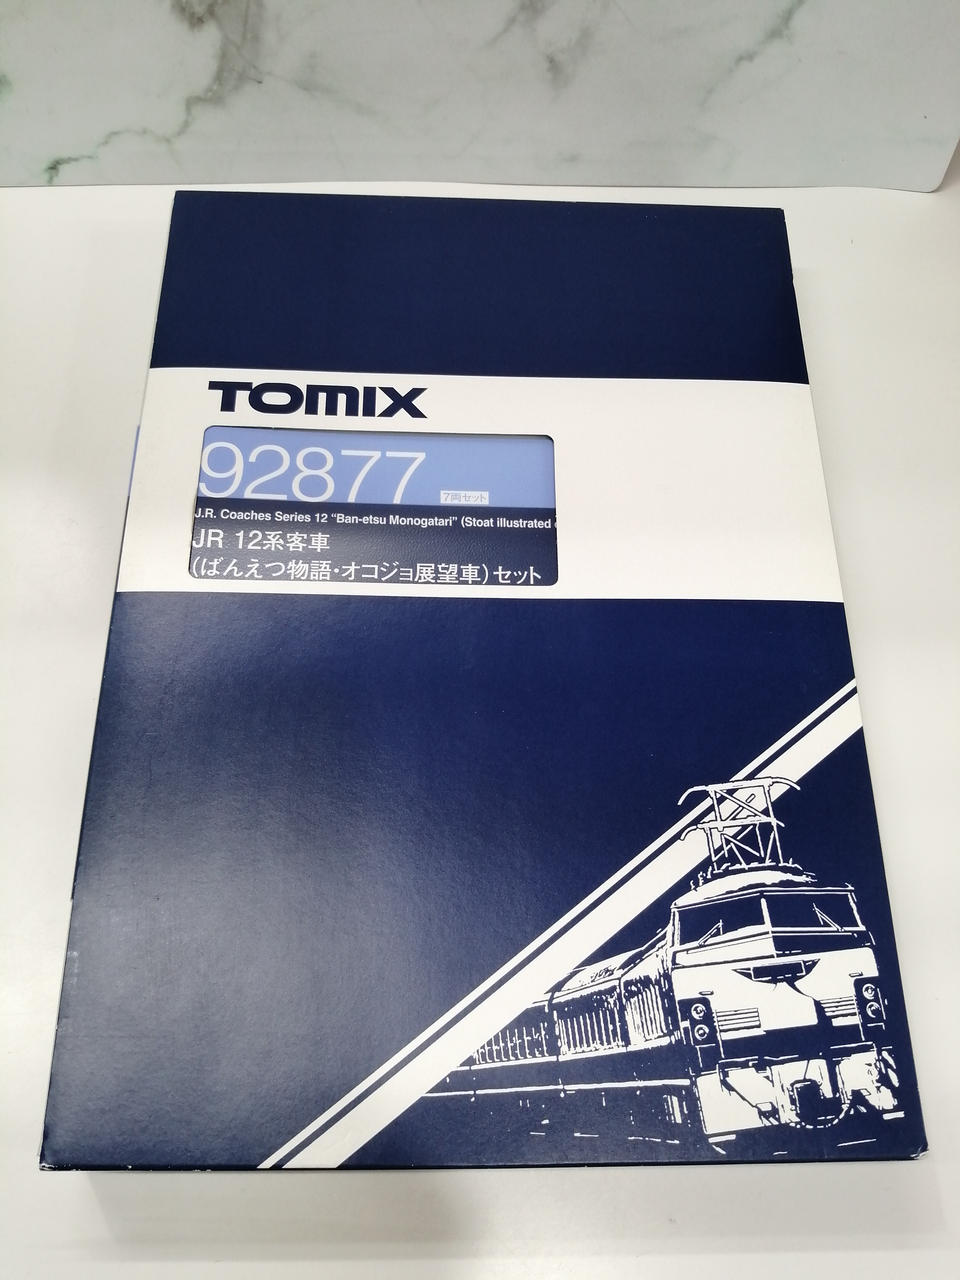 TOMIX
92877
7両セット
J.R. Coaches Series 12 “Ban-etsu Monogatari” (Stoat illustrated
JR 12系客車
(ばんえつ物語・オコジョ展望車)セット